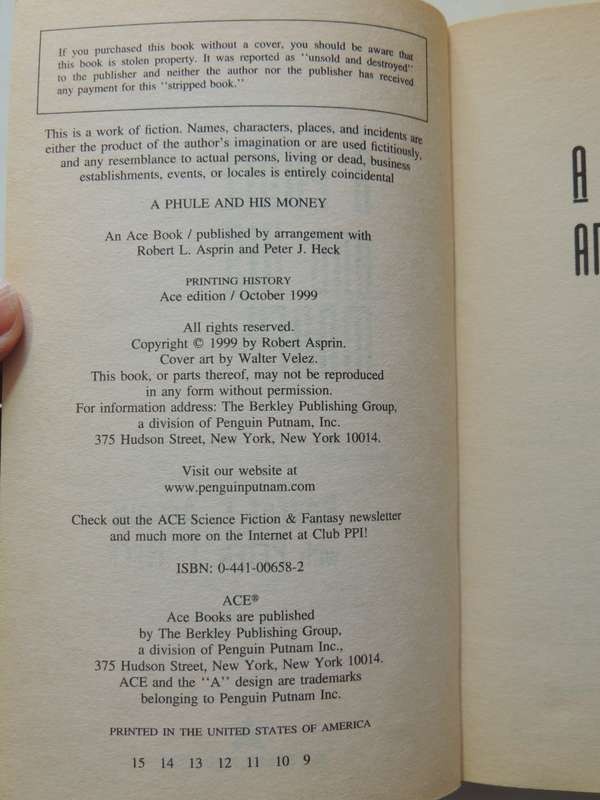 If you purchased this book without a cover, you should be aware that
this book is stolen property. It was reported as "unsold and destroyed"
to the publisher and neither the author nor the publisher has received
any payment for this "stripped book."
This is a work of fiction. Names, characters, places, and incidents are
either the product of the author's imagination or are used fictitiously,
and any resemblance to actual persons, living or dead, business
establishments, events, or locales is entirely coincidental
A PHULE AND HIS MONEY
An Ace Book / published by arrangement with
Robert L. Asprin and Peter J. Heck
PRINTING HISTORY
Ace edition / October 1999
All rights reserved.
Copyright © 1999 by Robert Asprin.
Cover art by Walter Velez.
This book, or parts thereof, may not be reproduced
in any form without permission.
For information address: The Berkley Publishing Group,
a division of Penguin Putnam, Inc.
375 Hudson Street, New York, New York 10014.
Visit our website at
www.penguinputnam.com
Check out the ACE Science Fiction & Fantasy newsletter
and much more on the Internet at Club PPI!
ISBN: 0-441-00658-2
ACE®
Ace Books are published
by The Berkley Publishing Group,
a division of Penguin Putnam Inc.,
375 Hudson Street, New York, New York 10014.
ACE and the "A" design are trademarks
belonging to Penguin Putnam Inc.
PRINTED IN THE UNITED STATES OF AMERICA
15 14 13 12 11 10 9
A